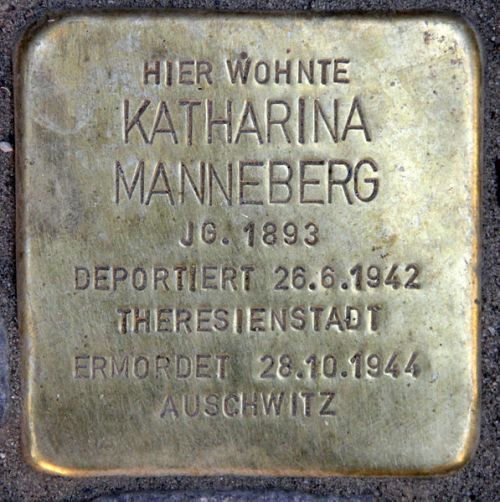 HIER WOHNTE
KATHARINA
MANNEBERG
JG. 1893
DEPORTIERT 26.6.1942
THERESIENSTADT
ERMORDET 28.10.1944
AUSCHWITZ